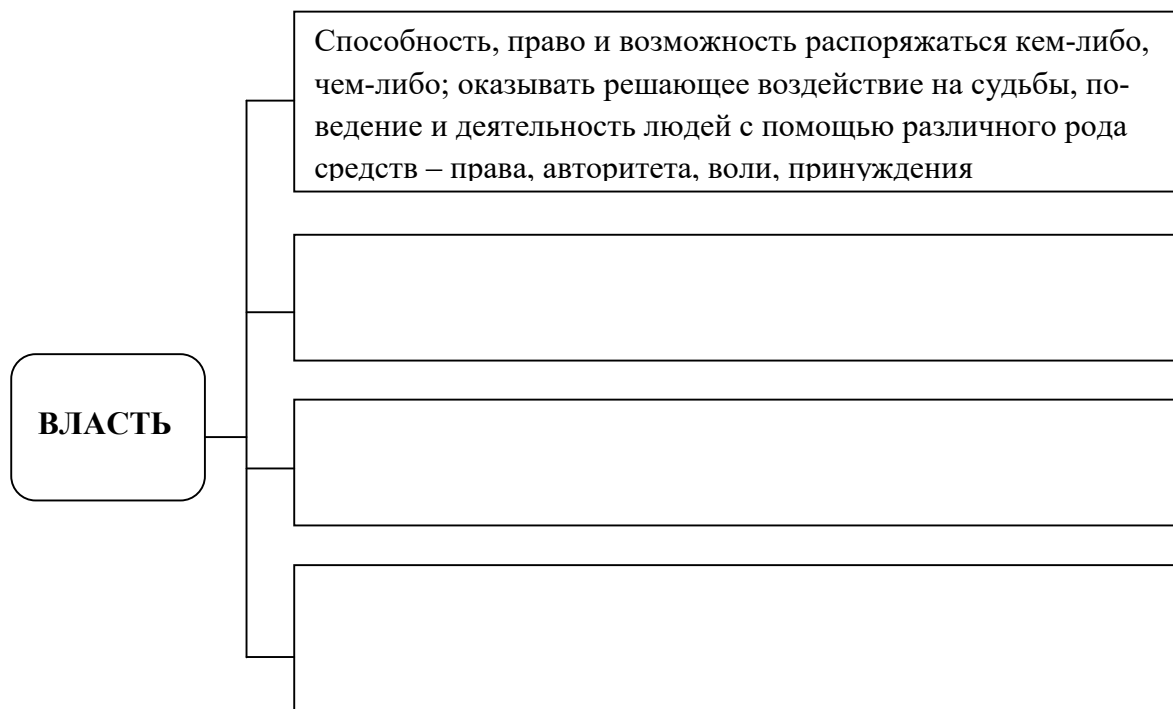 Способность, право и возможность распоряжаться кем-либо,
чем-либо; оказывать решающее воздействие на судьбы, по-
ведение и деятельность людей с помощью различного рода
средств – права, авторитета, воли, принуждения
ВЛАСТЬ